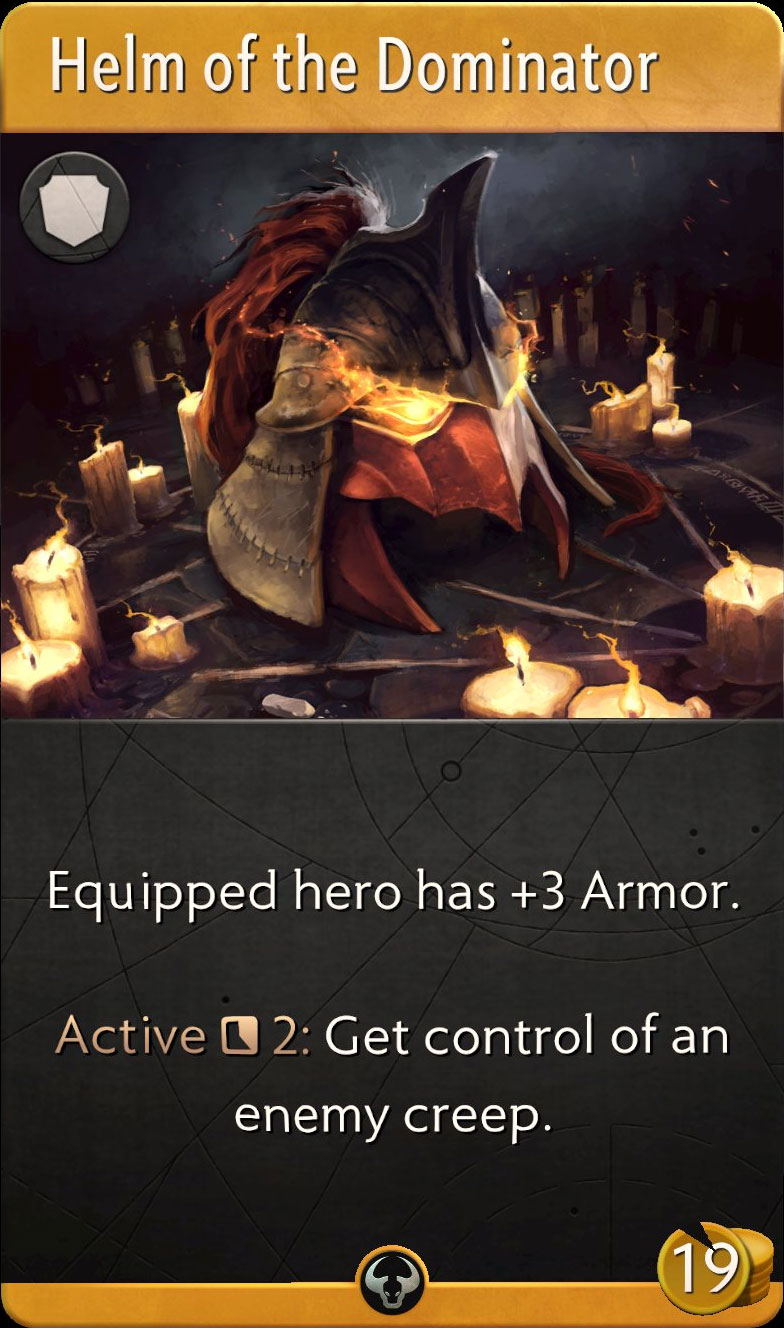 Helm of the Dominator
Equipped hero has +3 Armor.
Active 2: Get control of an
enemy creep.
19